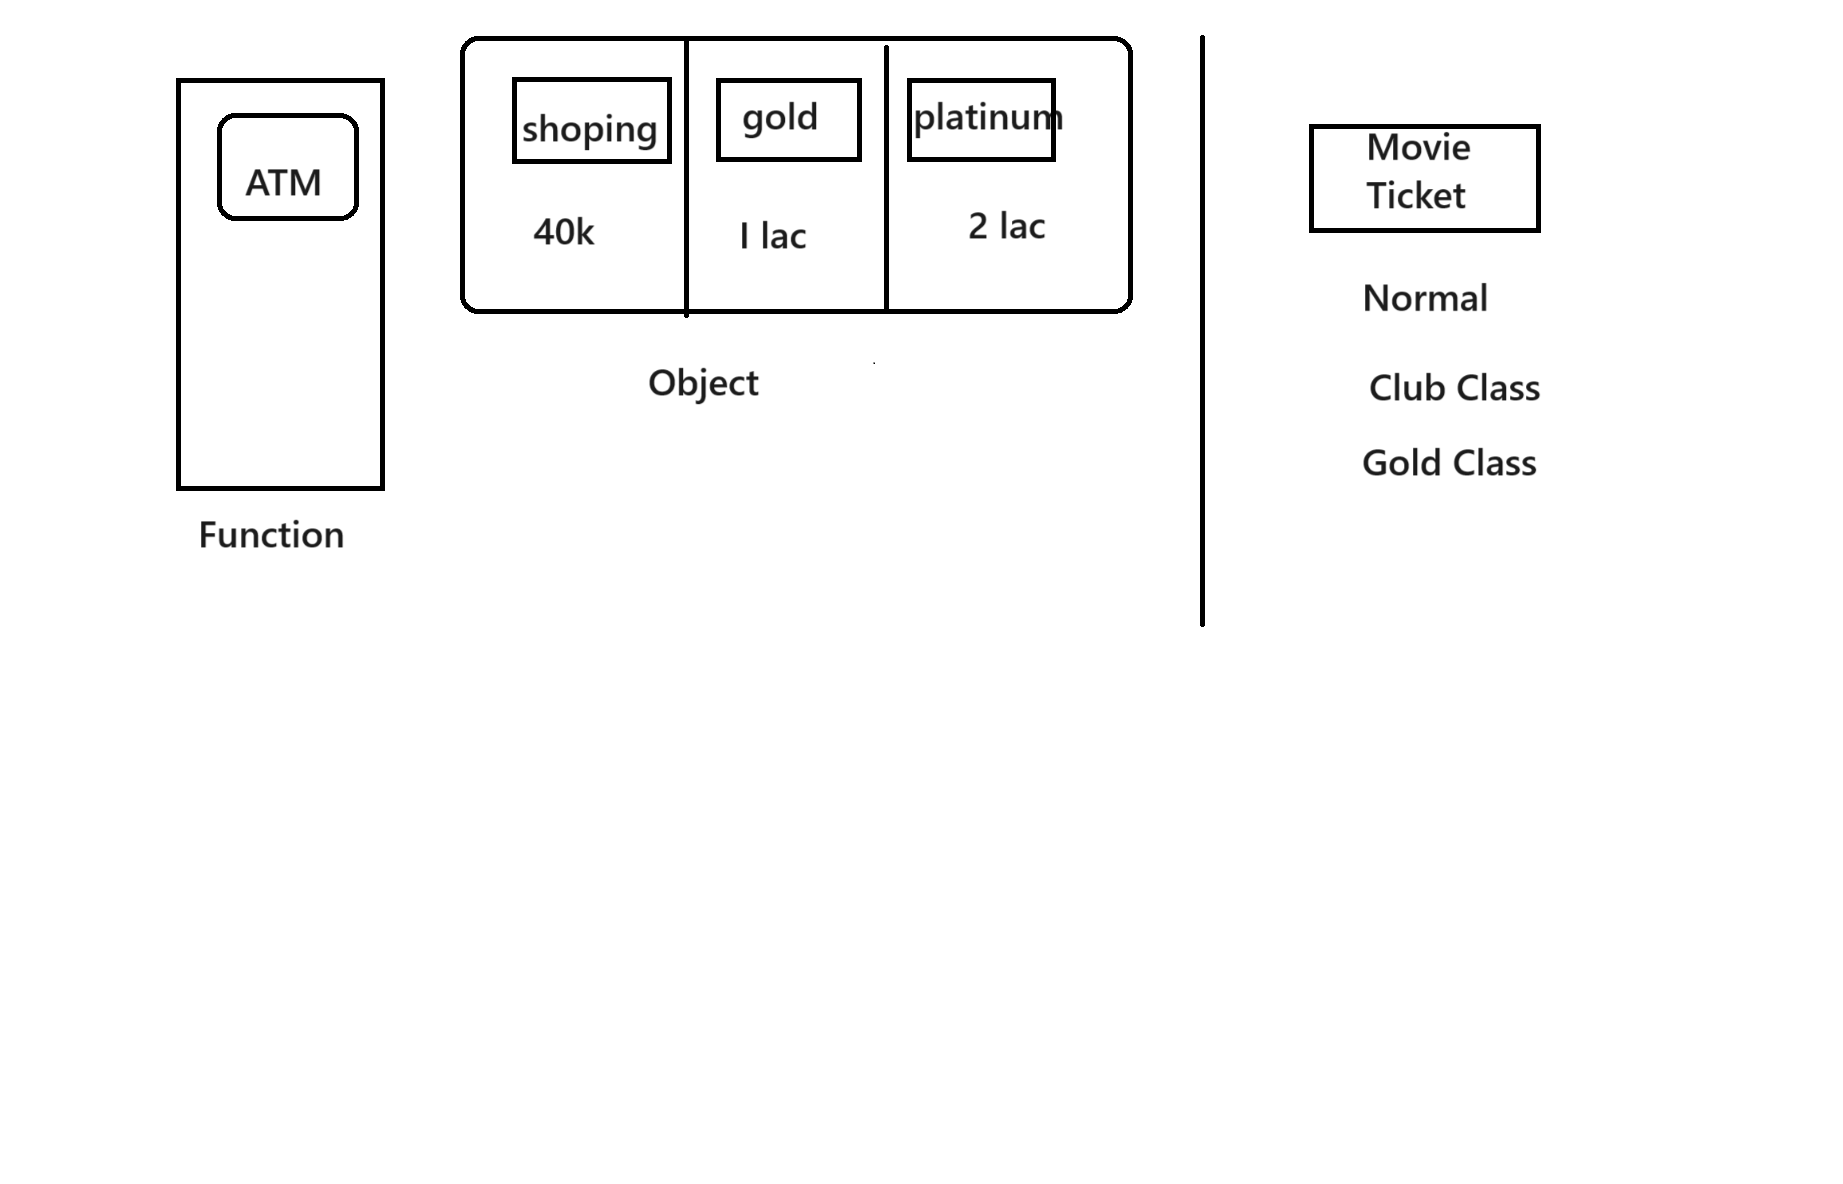 ATM
Function
shoping
gold
platinum
40k
I lac
2 lac
Object
Movie
Ticket
Normal
Club Class
Gold Class